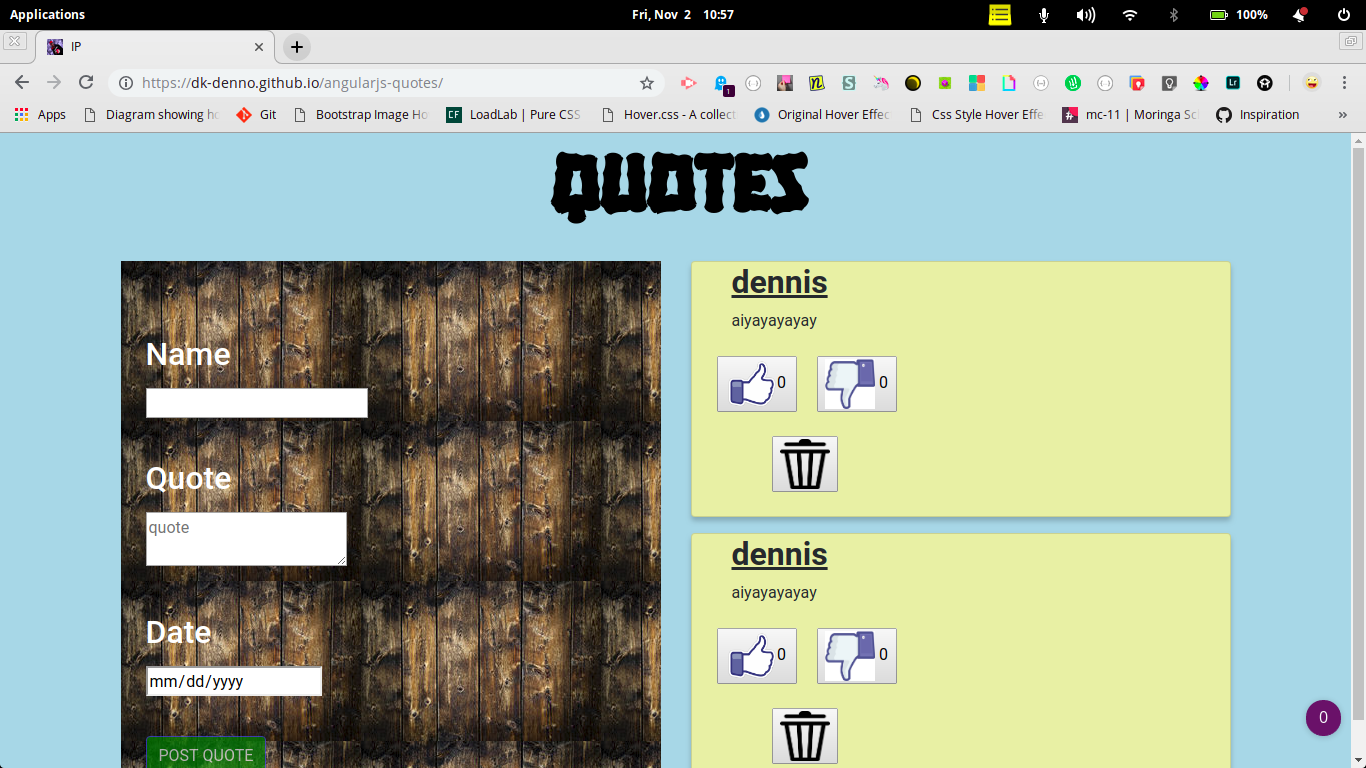 Applications
Fri, Nov 2 10:57
100%
IP
https://dk-denno.github.io/angularjs-quotes/
1
Lr
Apps
Diagram showing ho
Git
Bootstrap Image Ho
CF
LoadLab | Pure CSS
Hover.css - A collect
Original Hover Effec
Css Style Hover Effe
mc-11 | Moringa Sc
Inspiration
»
QUOTES
Name
Quote
quote
Date
mm/dd/yyyy
POST QUOTE
dennis
aiyayayayay
0
0
dennis
aiyayayayay
0
0
0